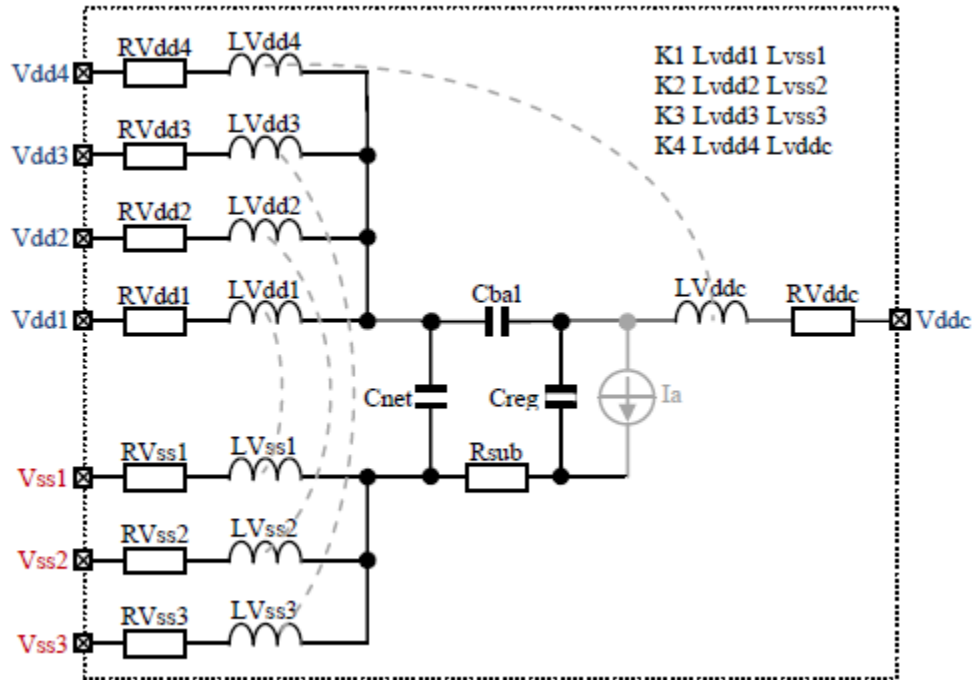 RVdd4 LVdd4
Vdd4
K1 Lvdd1 Lvss1
K2 Lvdd2 Lvss2
K3 Lvdd3 Lvss3
K4 Lvdd4 Lvddc
RVdd3 LVdd3
Vdd3
RVdd2 LVdd2
Vdd2
RVdd1 LVdd1
Vdd1
Cbal
LVddc RVddc
Vddc
Cnet
Creg
Ia
RVss1 LVss1
Vss1
Rsub
RVss2 LVss2
Vss2
RVss3 LVss3
Vss3